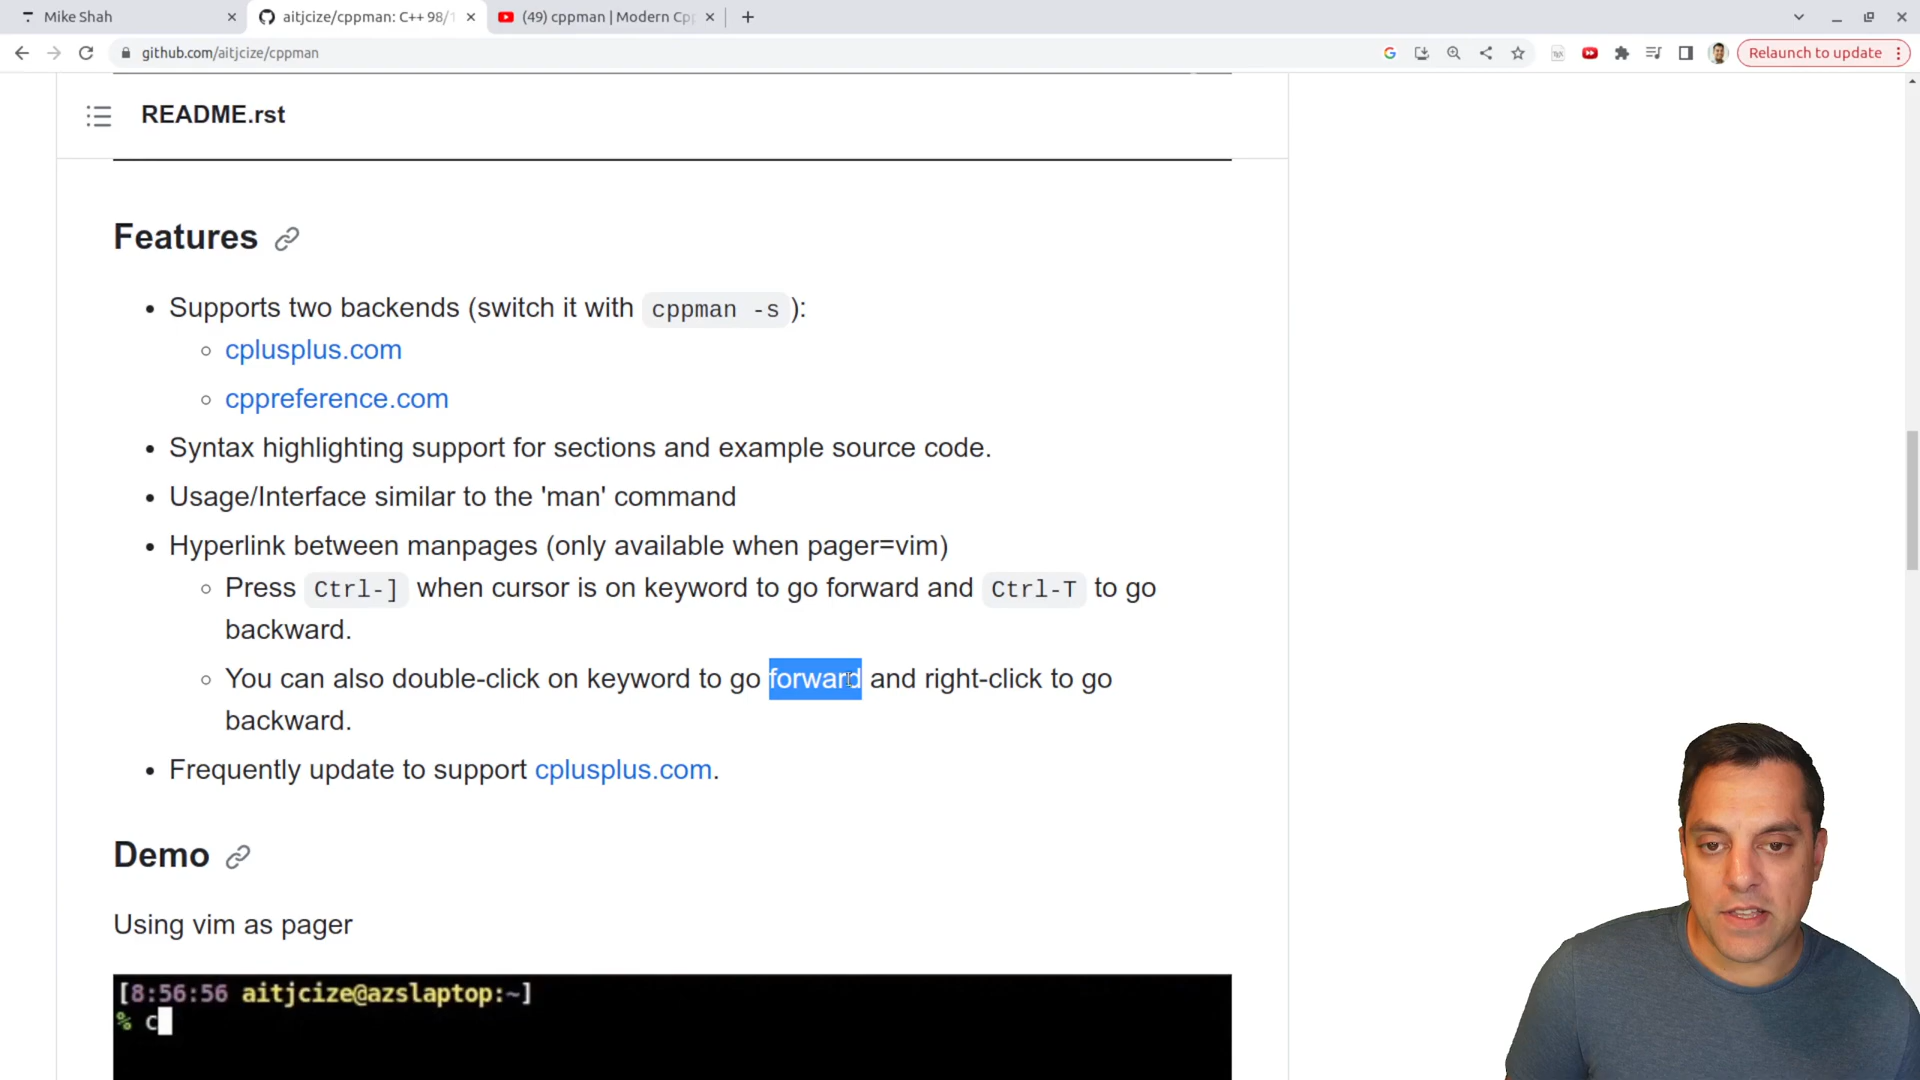 Mike Shah
aitjcize/cppman: C++ 98/1
(49) cppman | Modern Cpp
github.com/aitjcize/cppman
Relaunch to update
README.rst
Features
Supports two backends (switch it with cppman -s ):
cplusplus.com
cppreference.com
Syntax highlighting support for sections and example source code.
Usage/Interface similar to the 'man' command
Hyperlink between manpages (only available when pager=vim)
Press Ctrl-] when cursor is on keyword to go forward and Ctrl-T to go
backward.
You can also double-click on keyword to go forward and right-click to go
backward.
Frequently update to support cplusplus.com.
Demo
Using vim as pager
[8:56:56 aitjcize@azslaptop:~]
% c